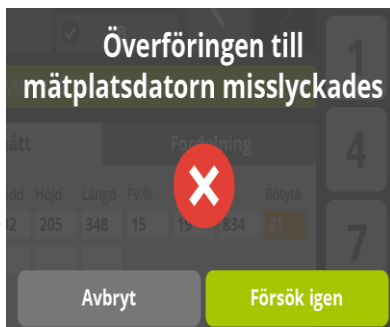 Överföringen till
mätplatsdatorn misslyckades
1
Fördelning
4
Höjd Längd Fv % Rötyta
205 348 15 15 834 21
7
Avbryt Försök igen